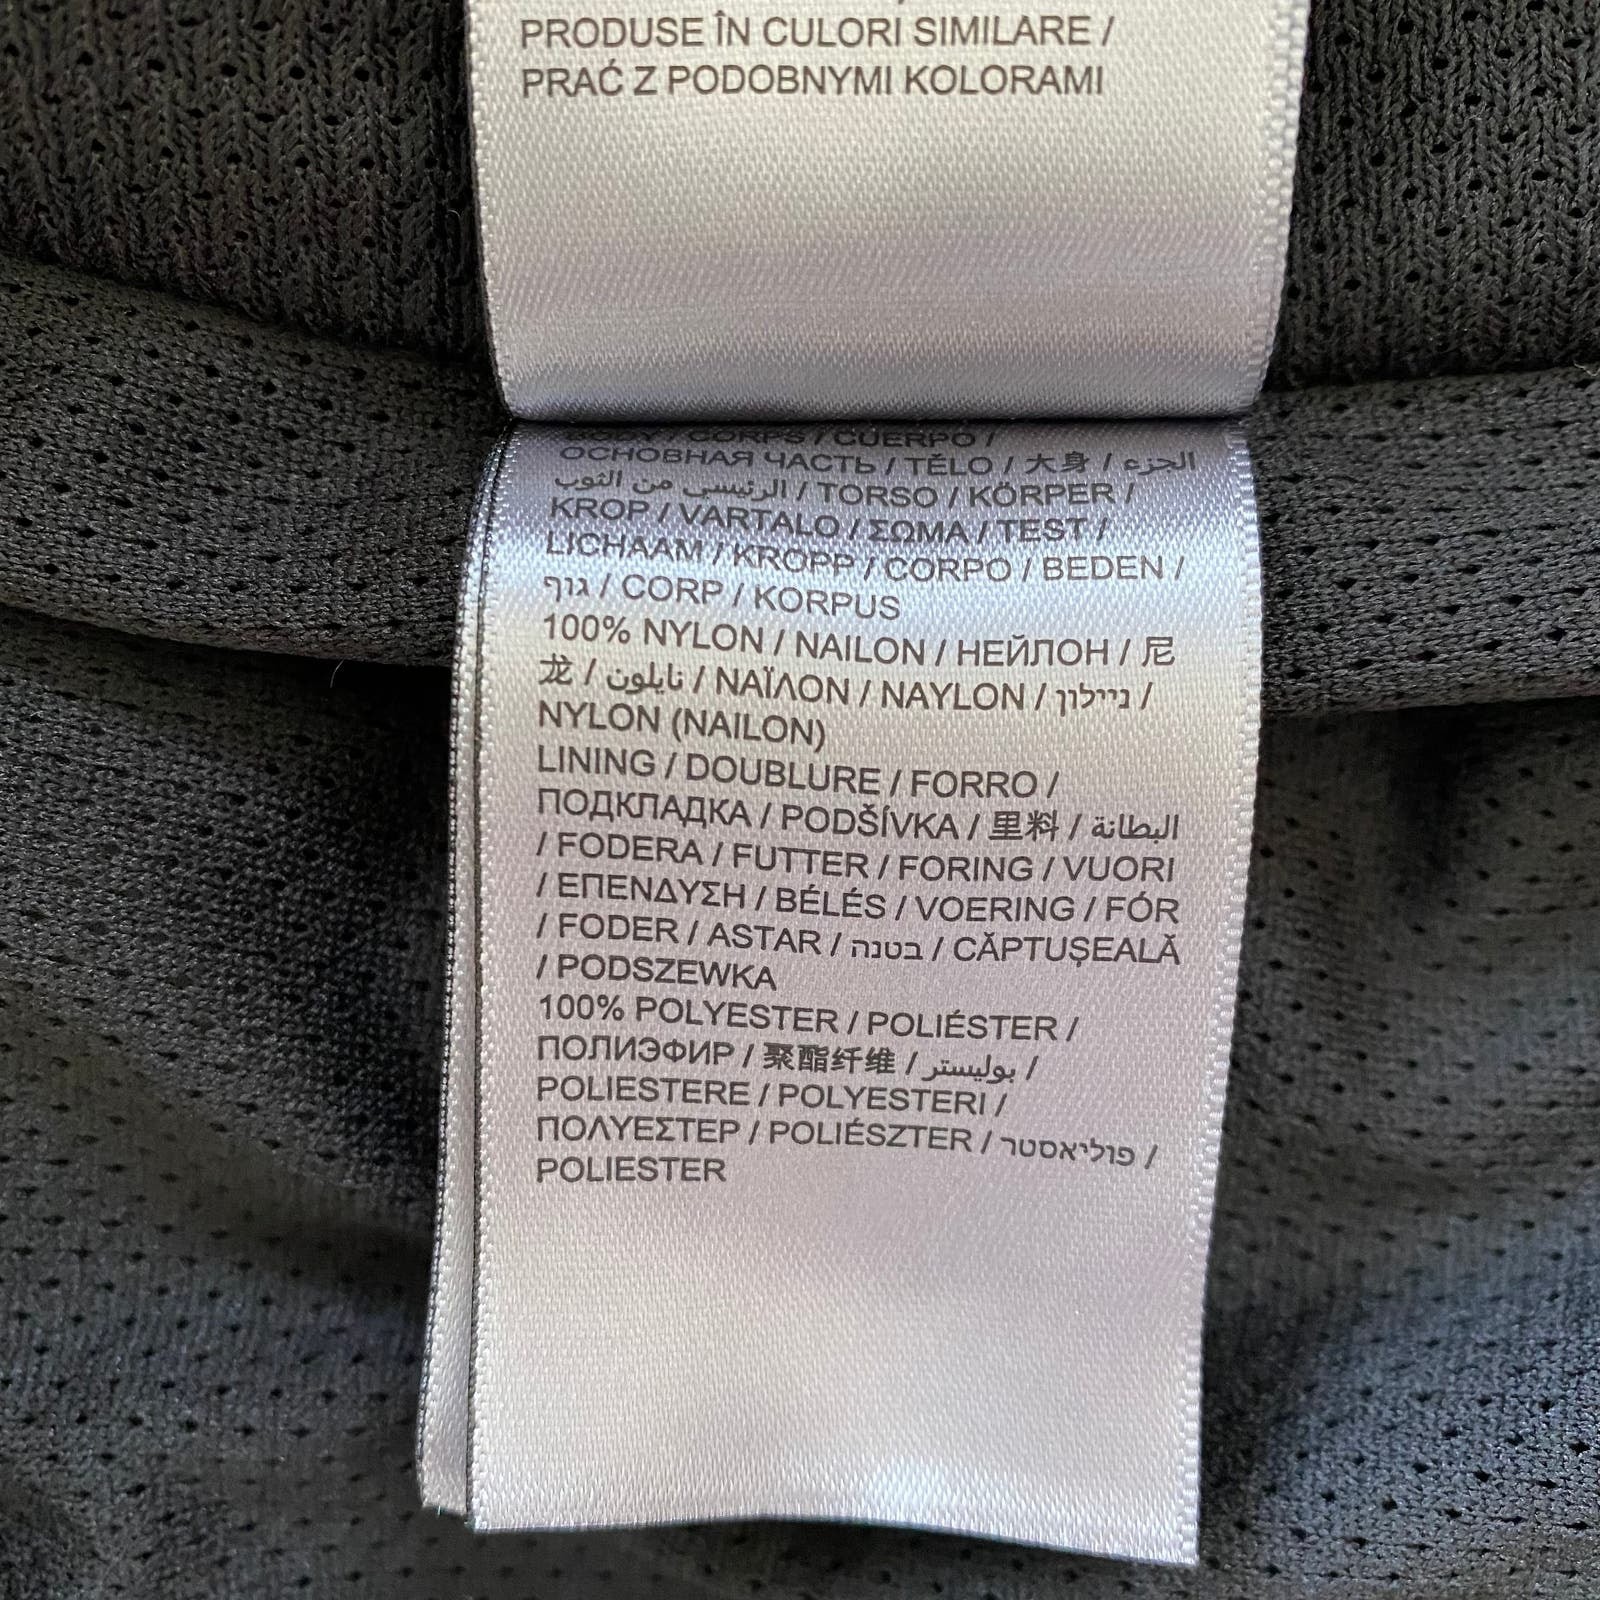 PRODUSE ÎN CULORI SIMILARE /
PRAĆ Z PODOBNYMI KOLORAMI
BODY / CORPS / CUERPO /
ОСНОВНАЯ ЧАСТЬ / TĚLO / 大身 / الجزء
الرئيسي من الثوب / TORSO / KÖRPER /
KROP / VARTALO / ΣΩΜΑ / TEST /
LICHAAM / KROPP / CORPO / BEDEN /
גוף / CORP / KORPUS
100% NYLON / NAILON / НЕЙЛОН / 尼
龙 / نايلون / ΝΑΪΛΟΝ / NAYLON / ניילון /
NYLON (NAILON)
LINING / DOUBLURE / FORRO /
ПОДКЛАДКА / PODŠÍVKA / 里料 / البطانة
/ FODERA / FUTTER / FORING / VUORI
/ ΕΠΕΝΔΥΣΗ / BÉLÉS / VOERING / FÓR
/ FODER / ASTAR / בטנה / CĂPTUȘEALĂ
/ PODSZEWKA
100% POLYESTER / POLIÉSTER /
ПОЛИЭФИР / 聚酯纤维 / بوليستر /
POLIESTERE / POLYESTERI /
ΠΟΛΥΕΣΤΕΡ / POLIÉSZTER / פוליאסטר /
POLIESTER